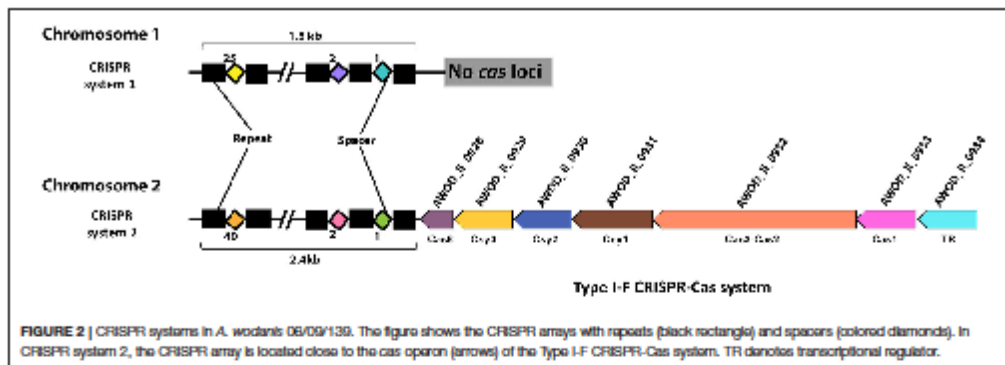 Chromosome 1
1.5 kb
CRISPR
system 1
25
2
1
No cas loci
Repeat
Spacer
Chromosome 2
CRISPR
system 2
40
2
1
2.4kb
Csy3
Csy2
Csy1
Cas3-Cas2
Cas1
TR
Type I-F CRISPR-Cas system
FIGURE 2 | CRISPR systems in A. wodanis 06/09/139. The figure shows the CRISPR arrays with repeats (black rectangle) and spacers (colored diamonds). In
CRISPR system 2, the CRISPR array is located close to the cas operon (arrows) of the Type I-F CRISPR-Cas system. TR denotes transcriptional regulator.